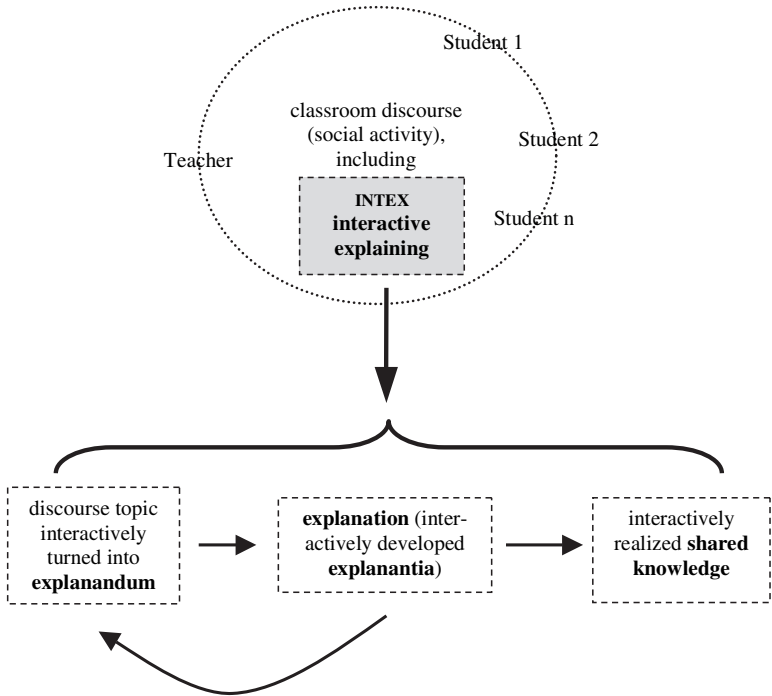 Student 1
classroom discourse
(social activity),
including
Student 2
Teacher
INTEX
interactive
explaining
Student n
discourse topic
interactively
turned into
explanandum
explanation (inter-
actively developed
explanantia)
interactively
realized shared
knowledge